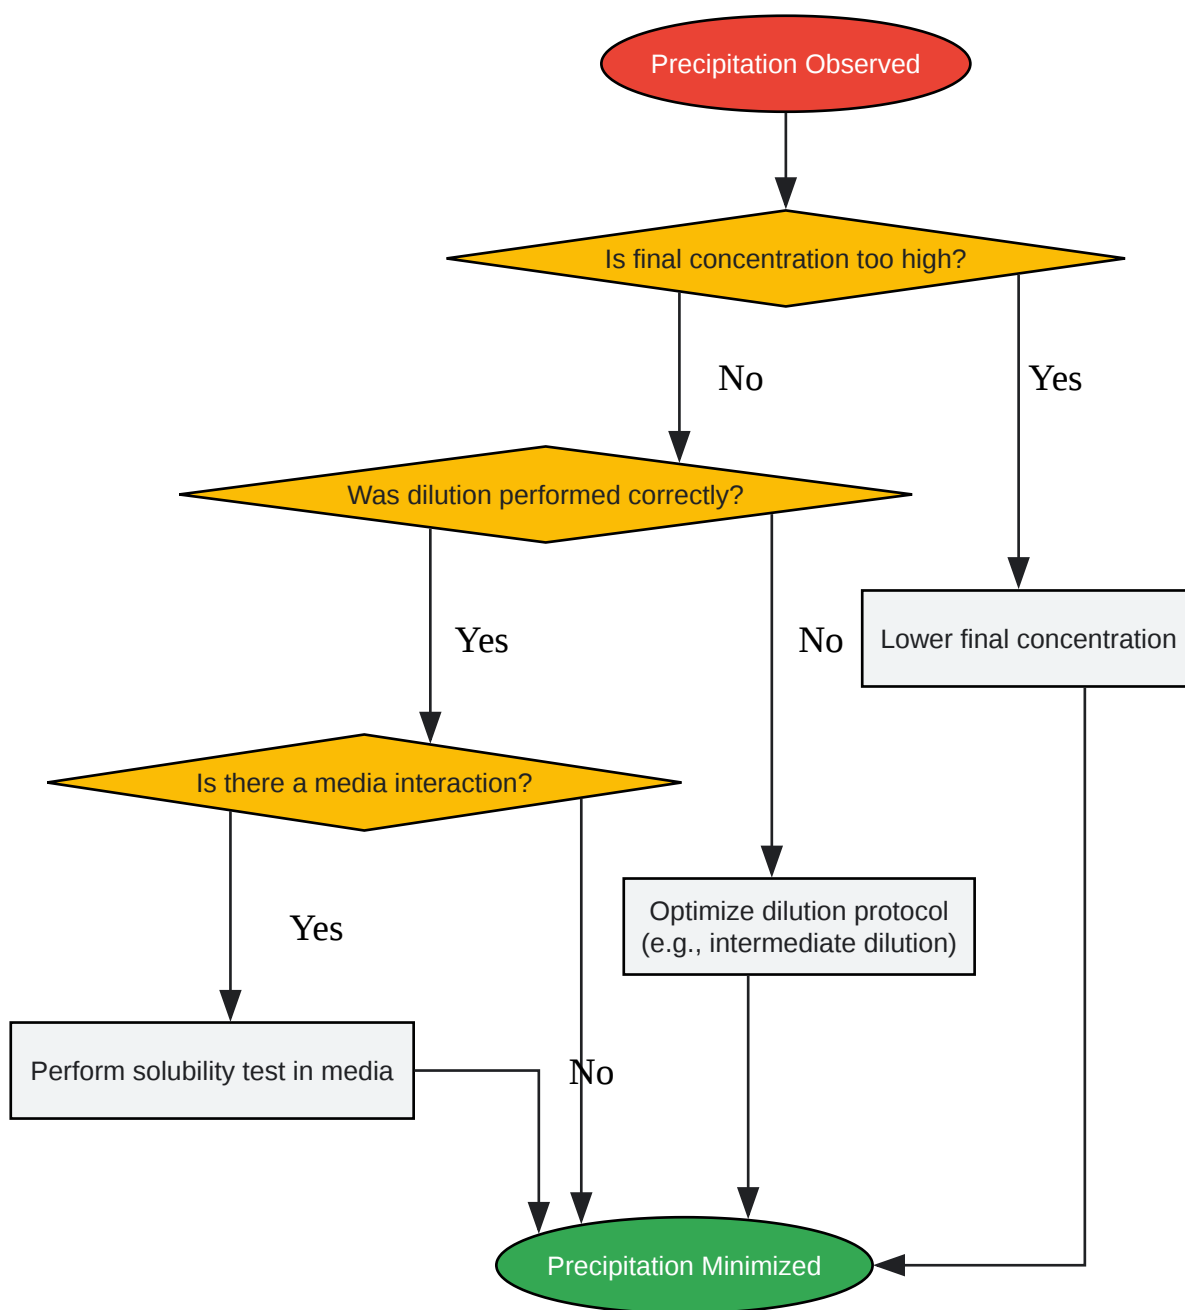 Precipitation Observed
Is final concentration too high?
No
Yes
Was dilution performed correctly?
Yes
No
Lower final concentration
Is there a media interaction?
Optimize dilution protocol
(e.g., intermediate dilution)
Yes
Perform solubility test in media
No
Precipitation Minimized